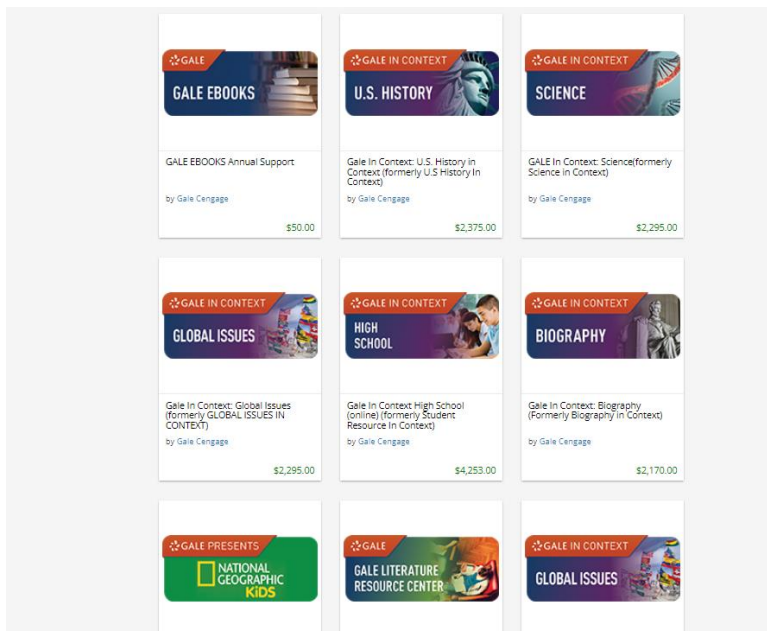 GALE
GALE EBOOKS
GALE EBOOKS Annual Support
by Gale Cengage
$50.00
GALE IN CONTEXT
U.S. HISTORY
Gale In Context: U.S. History in
Context (formerly U.S History In
Context)
by Gale Cengage
$2,375.00
GALE IN CONTEXT
SCIENCE
GALE In Context: Science(formerly
Science in Context)
by Gale Cengage
$2,295.00
GALE IN CONTEXT
GLOBAL ISSUES
Gale In Context: Global Issues
(formerly GLOBAL ISSUES IN
CONTEXT)
by Gale Cengage
$2,295.00
GALE IN CONTEXT
HIGH
SCHOOL
Gale In Context High School
(online) (formerly Student
Resource In Context)
by Gale Cengage
$4,253.00
GALE IN CONTEXT
BIOGRAPHY
Gale In Context: Biography
(Formerly Biography in Context)
by Gale Cengage
$2,170.00
GALE PRESENTS
NATIONAL
GEOGRAPHIC
KiDS
GALE
GALE LITERATURE
RESOURCE CENTER
GALE IN CONTEXT
GLOBAL ISSUES